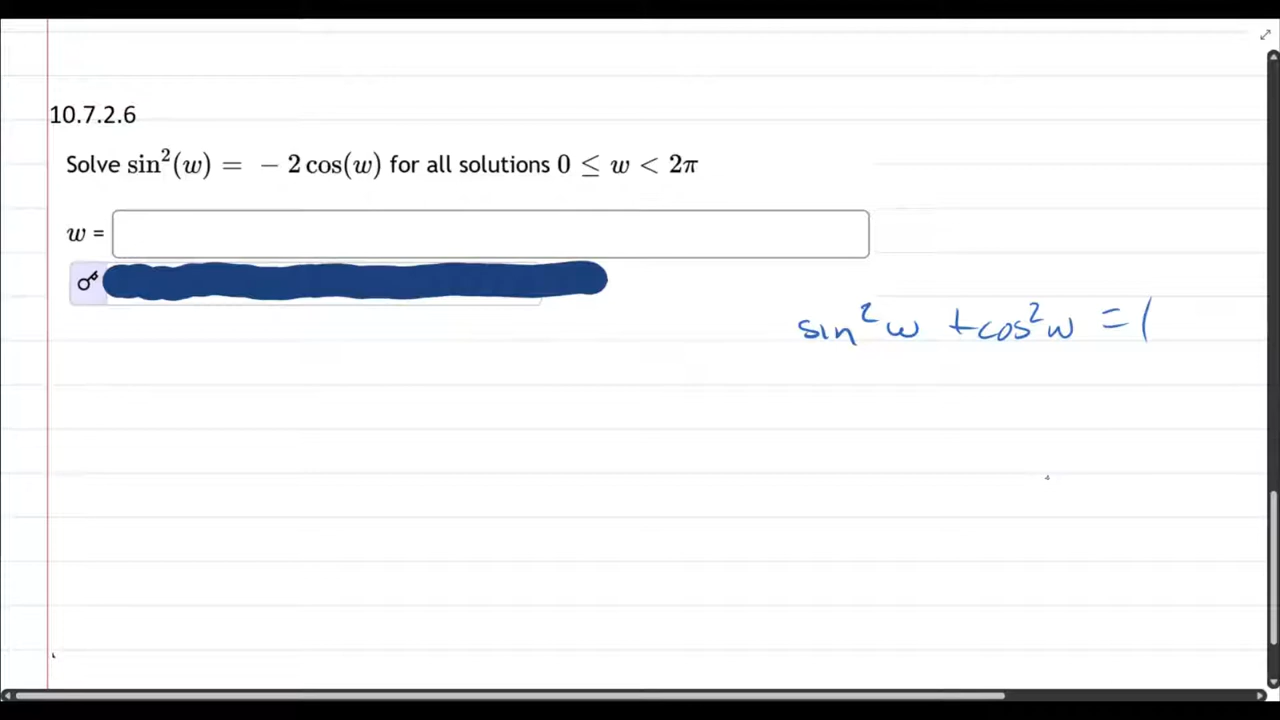 10.7.2.6
Solve sin²(w) = − 2 cos(w) for all solutions 0 ≤ w < 2π
w =
sin²w + cos²w = 1